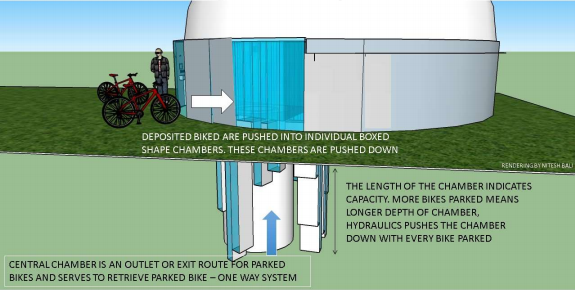 DEPOSITED BIKED ARE PUSHED INTO INDIVIDUAL BOXED
SHAPE CHAMBERS. THESE CHAMBERS ARE PUSHED DOWN
RENDERING BY NITESH BALI
THE LENGTH OF THE CHAMBER INDICATES
CAPACITY. MORE BIKES PARKED MEANS
LONGER DEPTH OF CHAMBER,
HYDRAULICS PUSHES THE CHAMBER
DOWN WITH EVERY BIKE PARKED
CENTRAL CHAMBER IS AN OUTLET OR EXIT ROUTE FOR PARKED
BIKES AND SERVES TO RETRIEVE PARKED BIKE – ONE WAY SYSTEM